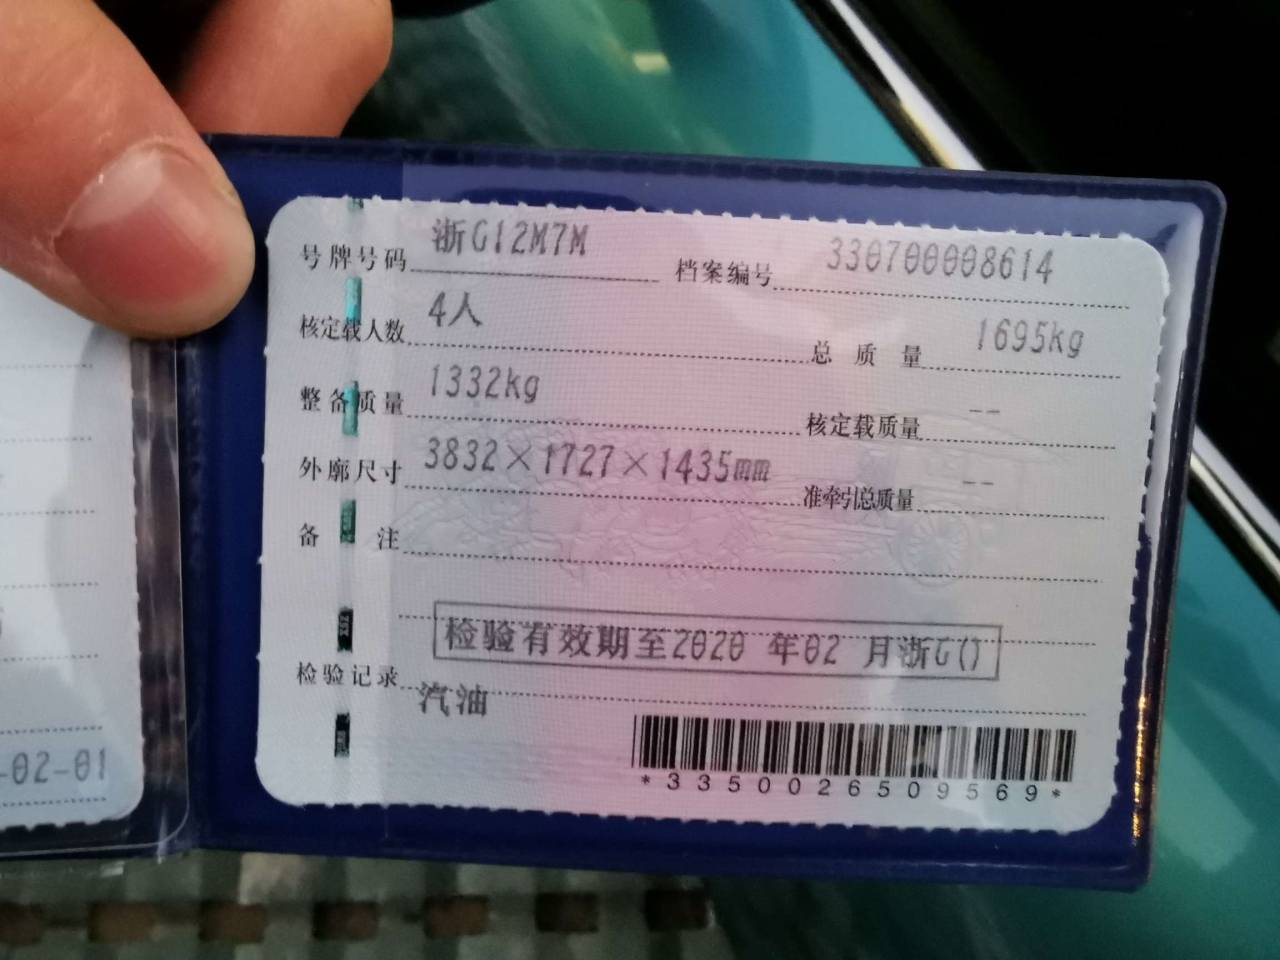 号牌号码 浙G12M7M 档案编号 330700008614
核定载人数 4人 总质量 1695kg
整备质量 1332kg 核定载质量 --
外廓尺寸 3832×1727×1435mm 准牵引总质量 --
备注
检验有效期至2020 年02 月浙G()
检验记录
汽油
*3350026509569*
-02-01